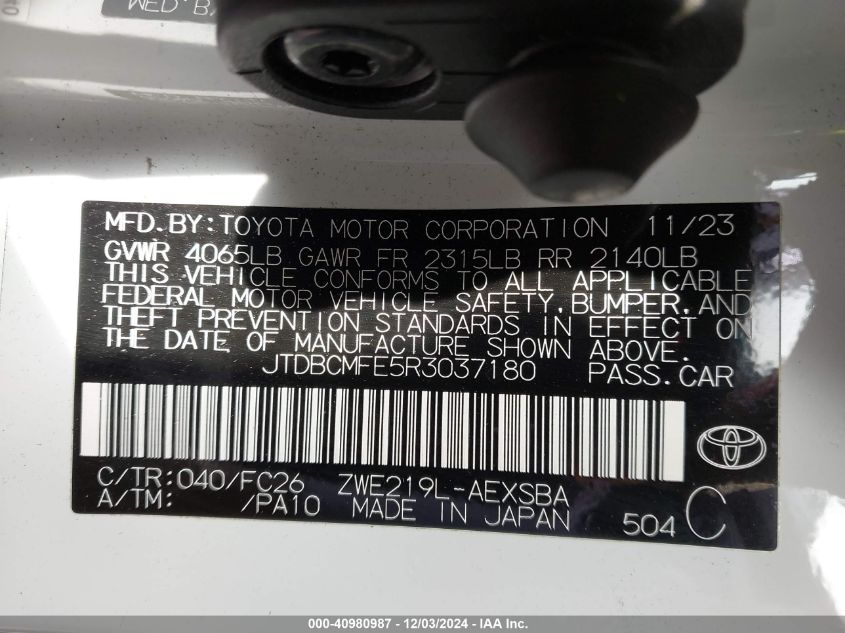 WED·B
MFD.BY:TOYOTA MOTOR CORPORATION 11/23
GVWR 4065LB GAWR FR 2315LB RR 2140LB
THIS VEHICLE CONFORMS TO ALL APPLICABLE
FEDERAL MOTOR VEHICLE SAFETY,BUMPER,AND
THEFT PREVENTION STANDARDS IN EFFECT ON
THE DATE OF MANUFACTURE SHOWN ABOVE.
JTDBCMFE5R3037180 PASS.CAR
C/TR:040/FC26 ZWE219L-AEXSBA
A/TM: /PA10 MADE IN JAPAN 504 C
000-40980987 - 12/03/2024 - IAA Inc.